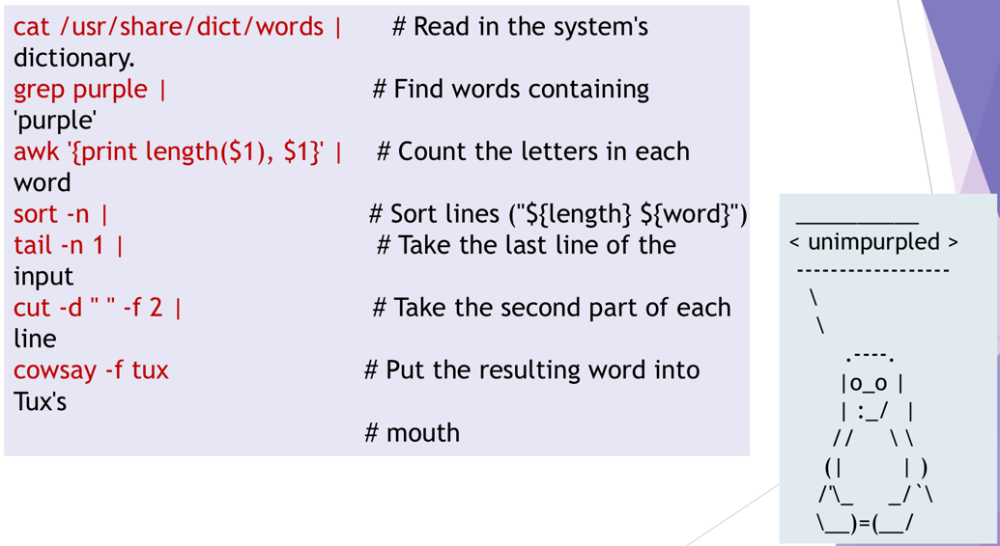 cat /usr/share/dict/words | # Read in the system's
dictionary.
grep purple | # Find words containing
'purple'
awk '{print length($1), $1}' | # Count the letters in each
word
sort -n | # Sort lines ("${length} ${word}")
tail -n 1 | # Take the last line of the
input
cut -d " " -f 2 | # Take the second part of each
line
cowsay -f tux # Put the resulting word into
Tux's
# mouth
__________
< unimpurpled >
------------------
\
\
.----.
|o_o |
| :_/ |
// \ \
(| | )
/'\_ _/`\
\__)=(__/